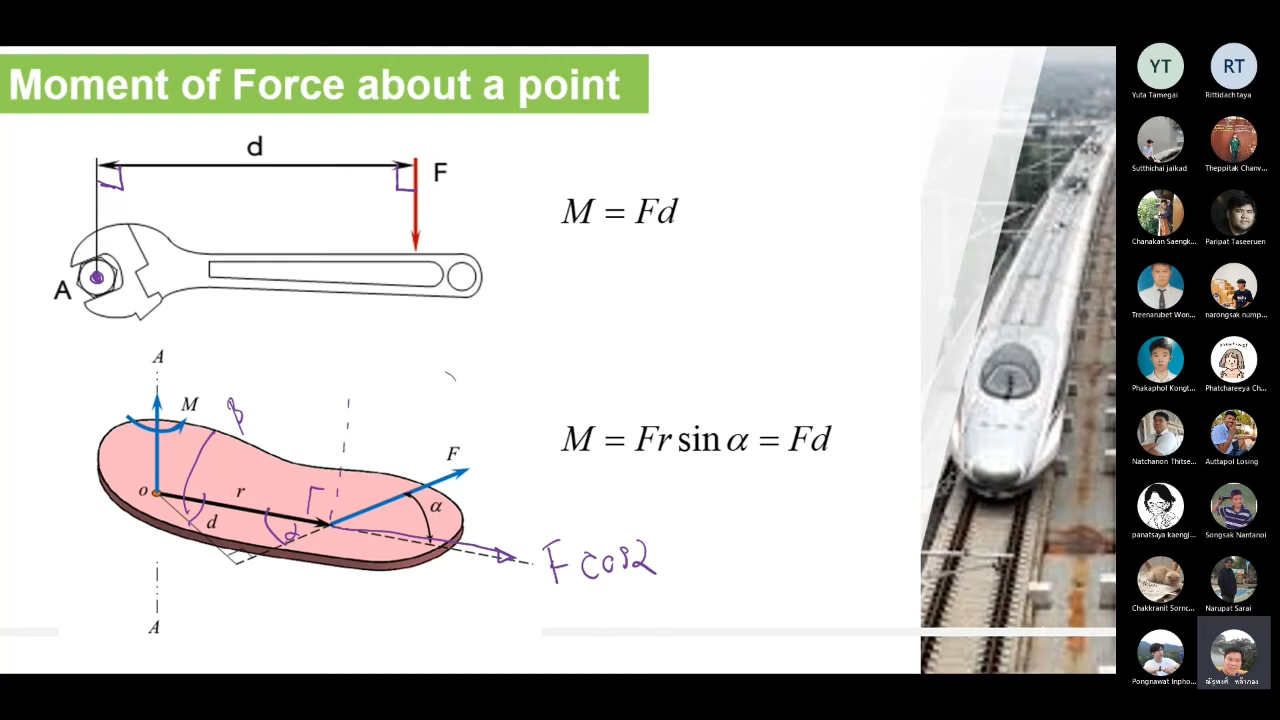 Moment of Force about a point
d
F
M = Fd
A
A
M
β
F
M = Fr sin α = Fd
o
r
α
d
α
F cosα
A
YT
RT
Yuta Tamegai
Rittidach taya
Sutthichai jaikad
Theppitak Chanv...
Chanakan Saengk...
Paripat Taseeruen
Treenarubet Won...
narongsak nump...
Phakaphol Kongt...
Phatchareeya Ch...
Natchanon Thitse...
Auttapol Losing
panatsaya kaengj...
Songsak Nantanoi
Chakkranit Sornc...
Narupat Sarai
Pongnawat Inpho...